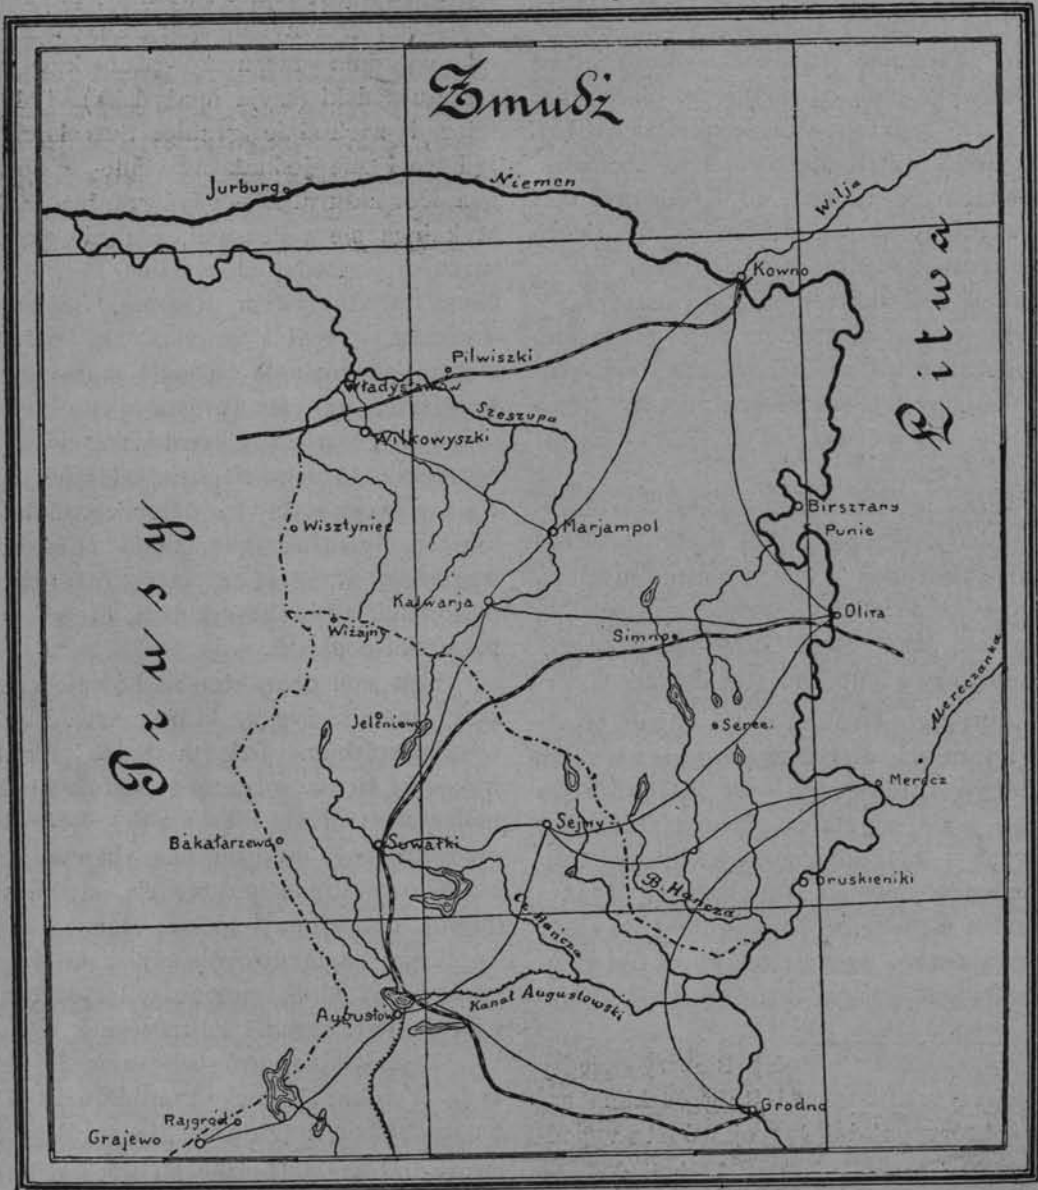 Żmudź
Jurburg
Niemen
Wilja
Litwa
Kowno
Pilwiszki
Władysławów
Szeszupa
Wiłkowyszki
Birsztany
Wisztyniec
Marjampol
Punie
Prusy
Kalwarja
Olita
Wiżajny
Simno
Mereczanka
Jeleniewo
Seree
Merecz
Sejny
Bakałarzewo
Suwałki
Druskieniki
B. Hańcza
Cz. Hańcza
Kanał Augustowski
Augustów
Grodno
Rajgród
Grajewo